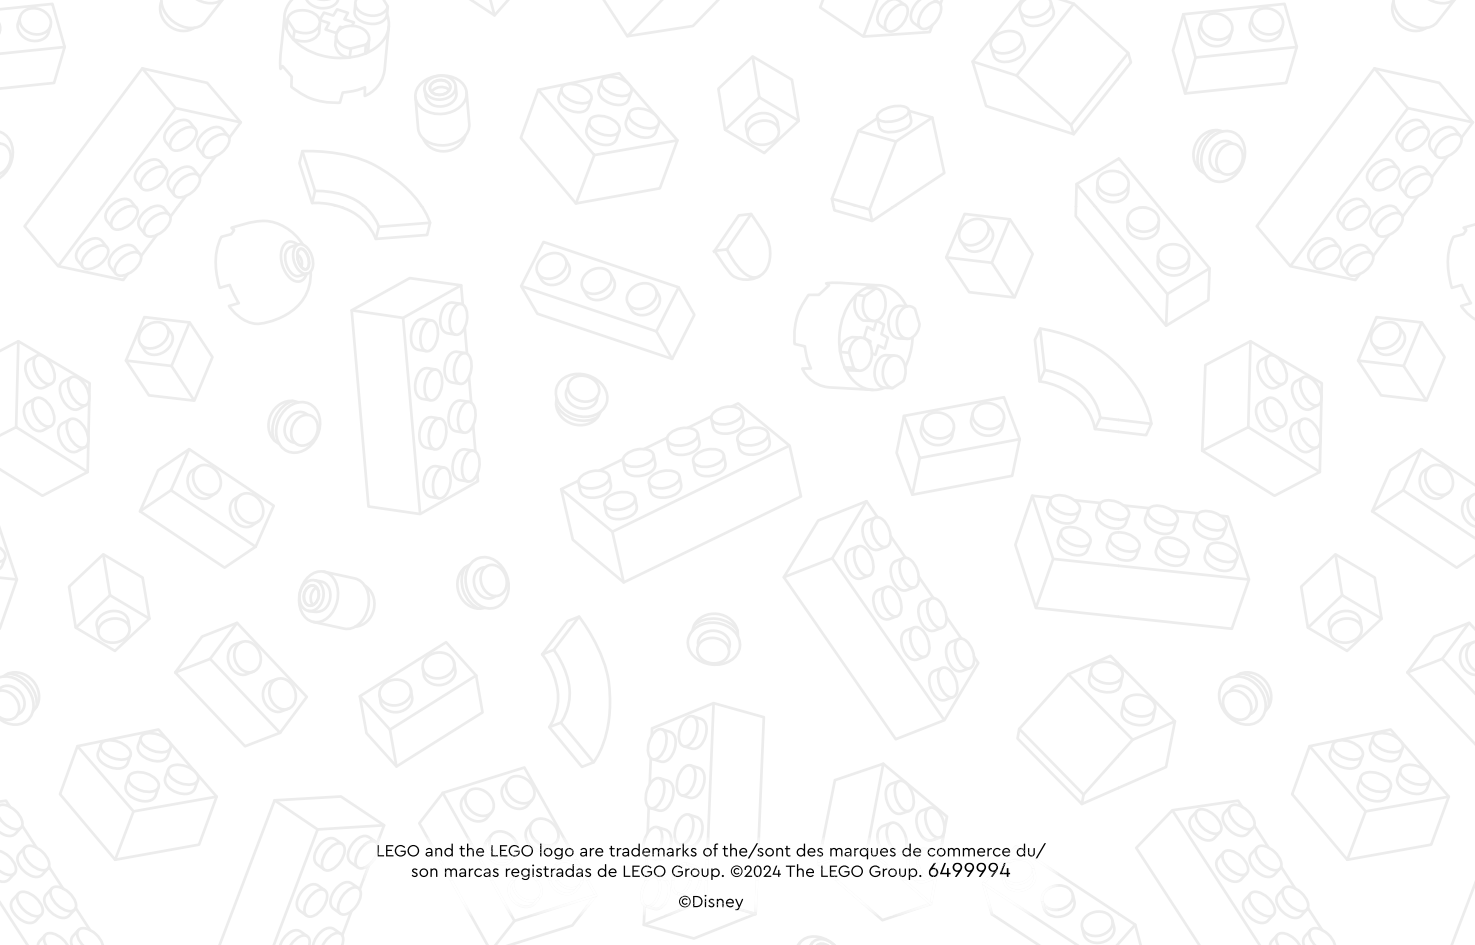 LEGO and the LEGO logo are trademarks of the/sont des marques de commerce du/
son marcas registradas de LEGO Group. ©2024 The LEGO Group. 6499994
©Disney